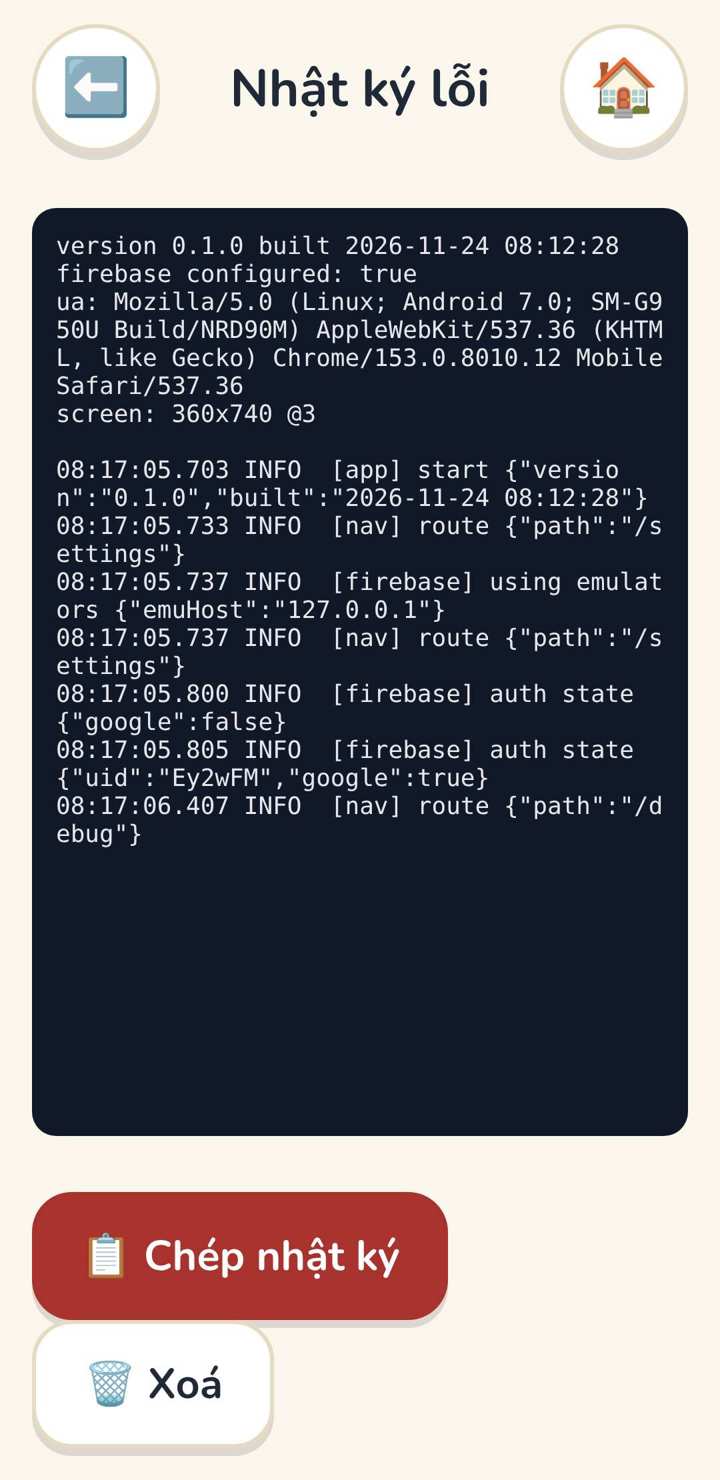 Nhật ký lỗi
version 0.1.0 built 2026-11-24 08:12:28
firebase configured: true
ua: Mozilla/5.0 (Linux; Android 7.0; SM-G9
50U Build/NRD90M) AppleWebKit/537.36 (KHTM
L, like Gecko) Chrome/153.0.8010.12 Mobile
Safari/537.36
screen: 360x740 @3
08:17:05.703 INFO  [app] start {"versio
n":"0.1.0","built":"2026-11-24 08:12:28"}
08:17:05.733 INFO  [nav] route {"path":"/s
ettings"}
08:17:05.737 INFO  [firebase] using emulat
ors {"emuHost":"127.0.0.1"}
08:17:05.737 INFO  [nav] route {"path":"/s
ettings"}
08:17:05.800 INFO  [firebase] auth state
{"google":false}
08:17:05.805 INFO  [firebase] auth state
{"uid":"Ey2wFM","google":true}
08:17:06.407 INFO  [nav] route {"path":"/d
ebug"}
Chép nhật ký
Xoá